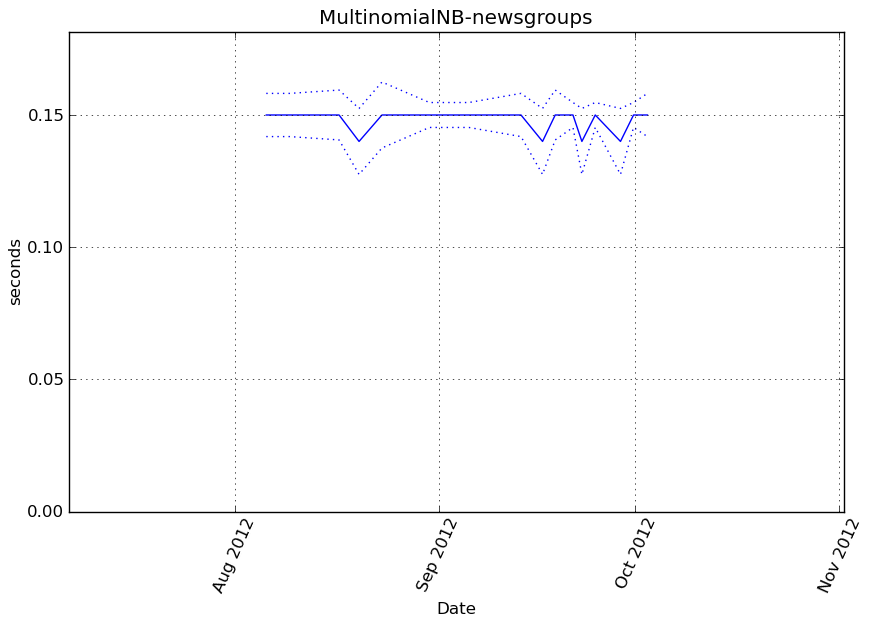 MultinomialNB-newsgroups
0.15
0.10
0.05
0.00
seconds
Aug 2012
Sep 2012
Oct 2012
Nov 2012
Date